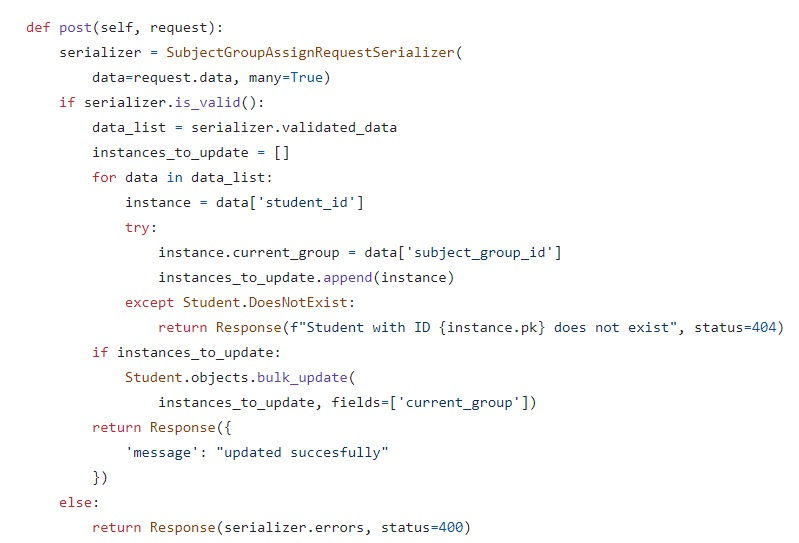 def post(self, request):
    serializer = SubjectGroupAssignRequestSerializer(
        data=request.data, many=True)
    if serializer.is_valid():
        data_list = serializer.validated_data
        instances_to_update = []
        for data in data_list:
            instance = data['student_id']
            try:
                instance.current_group = data['subject_group_id']
                instances_to_update.append(instance)
            except Student.DoesNotExist:
                return Response(f"Student with ID {instance.pk} does not exist", status=404)
        if instances_to_update:
            Student.objects.bulk_update(
                instances_to_update, fields=['current_group'])
        return Response({
            'message': "updated succesfully"
        })
    else:
        return Response(serializer.errors, status=400)